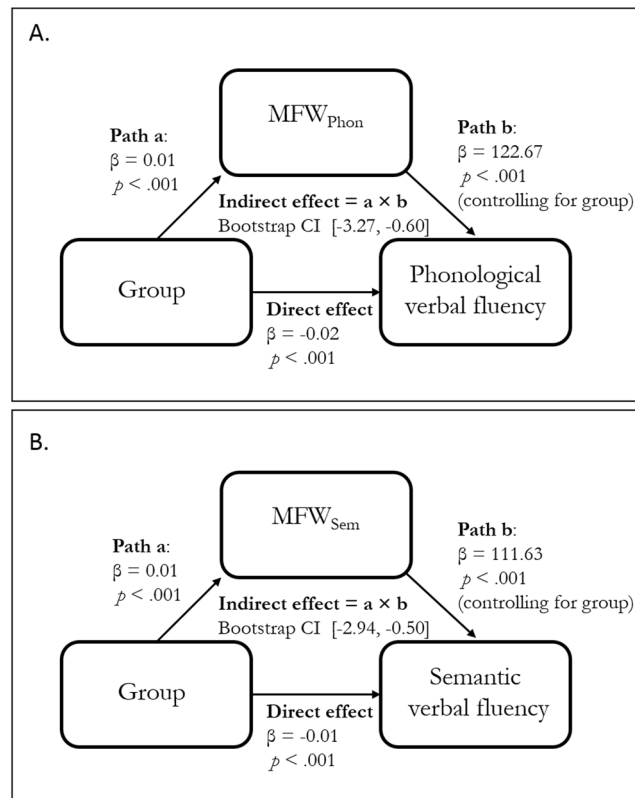 A.
MFW_Phon
Path a:
β = 0.01
p < .001
Path b:
β = 122.67
p < .001
(controlling for group)
Indirect effect = a × b
Bootstrap CI [-3.27, -0.60]
Group
Phonological
verbal fluency
Direct effect
β = -0.02
p < .001
B.
MFW_Sem
Path a:
β = 0.01
p < .001
Path b:
β = 111.63
p < .001
(controlling for group)
Indirect effect = a × b
Bootstrap CI [-2.94, -0.50]
Group
Semantic
verbal fluency
Direct effect
β = -0.01
p < .001